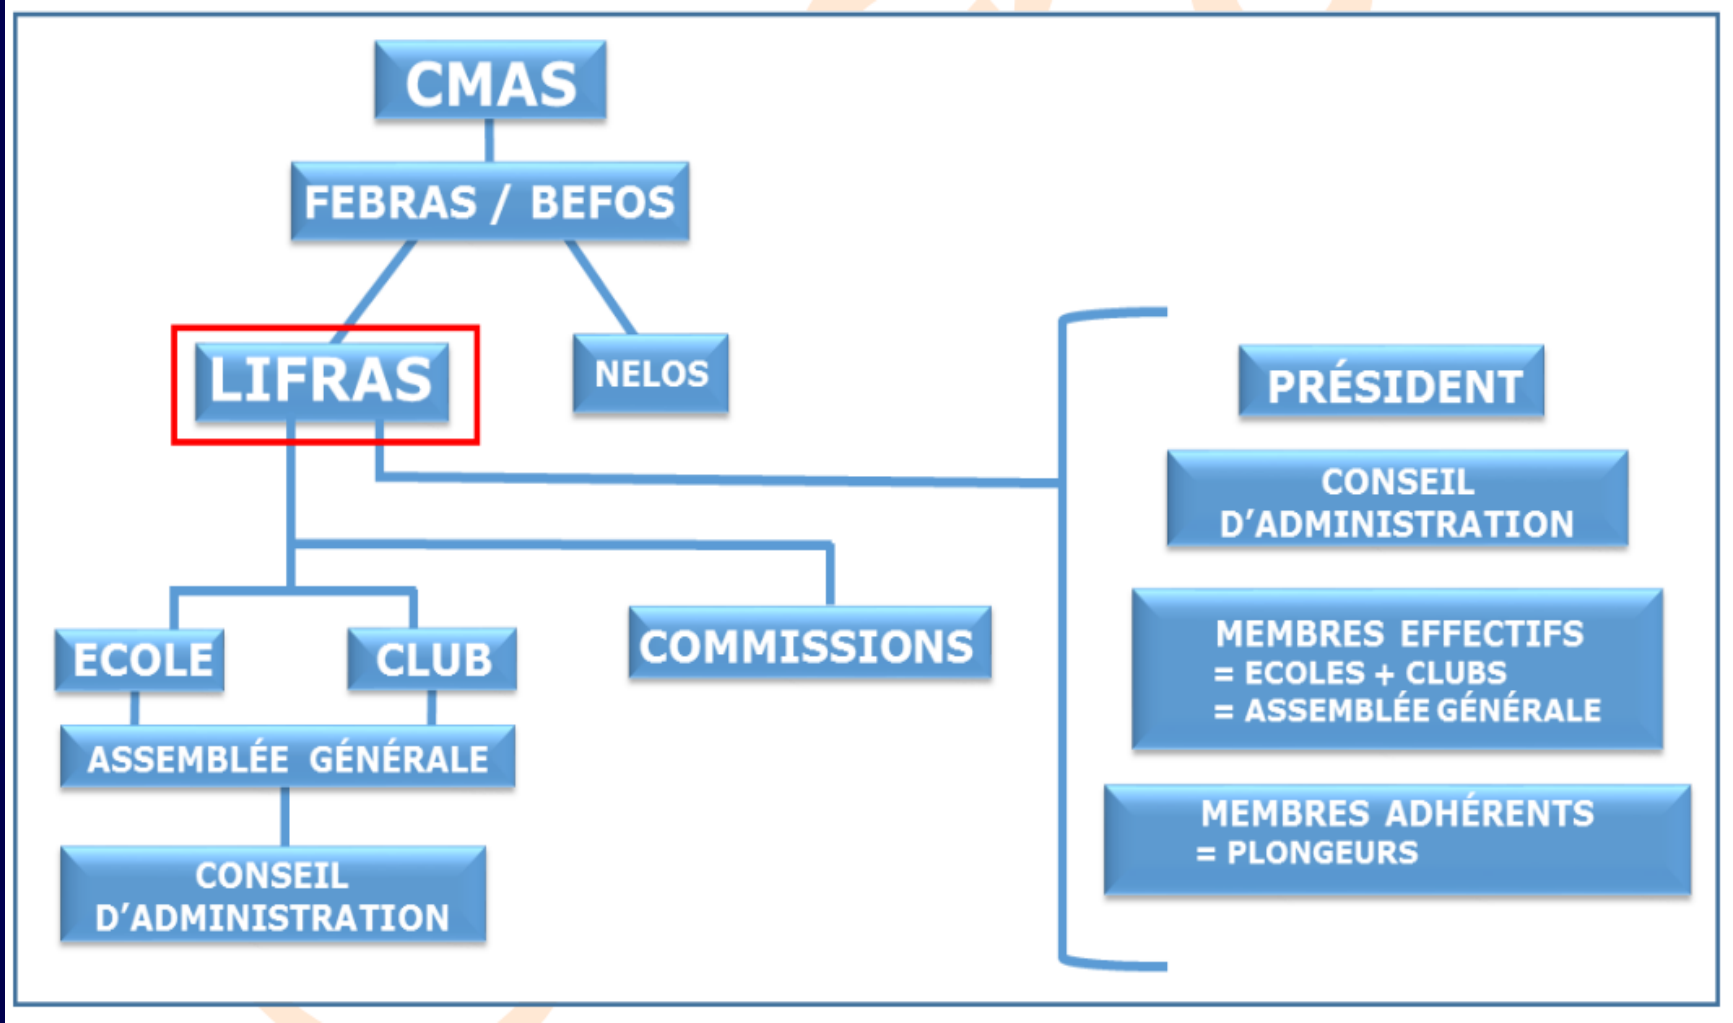 CMAS
FEBRAS / BEFOS
LIFRAS
NELOS
ECOLE
CLUB
COMMISSIONS
ASSEMBLÉE GÉNÉRALE
CONSEIL
D’ADMINISTRATION
PRÉSIDENT
CONSEIL
D’ADMINISTRATION
MEMBRES EFFECTIFS
= ECOLES + CLUBS
= ASSEMBLÉE GÉNÉRALE
MEMBRES ADHÉRENTS
= PLONGEURS